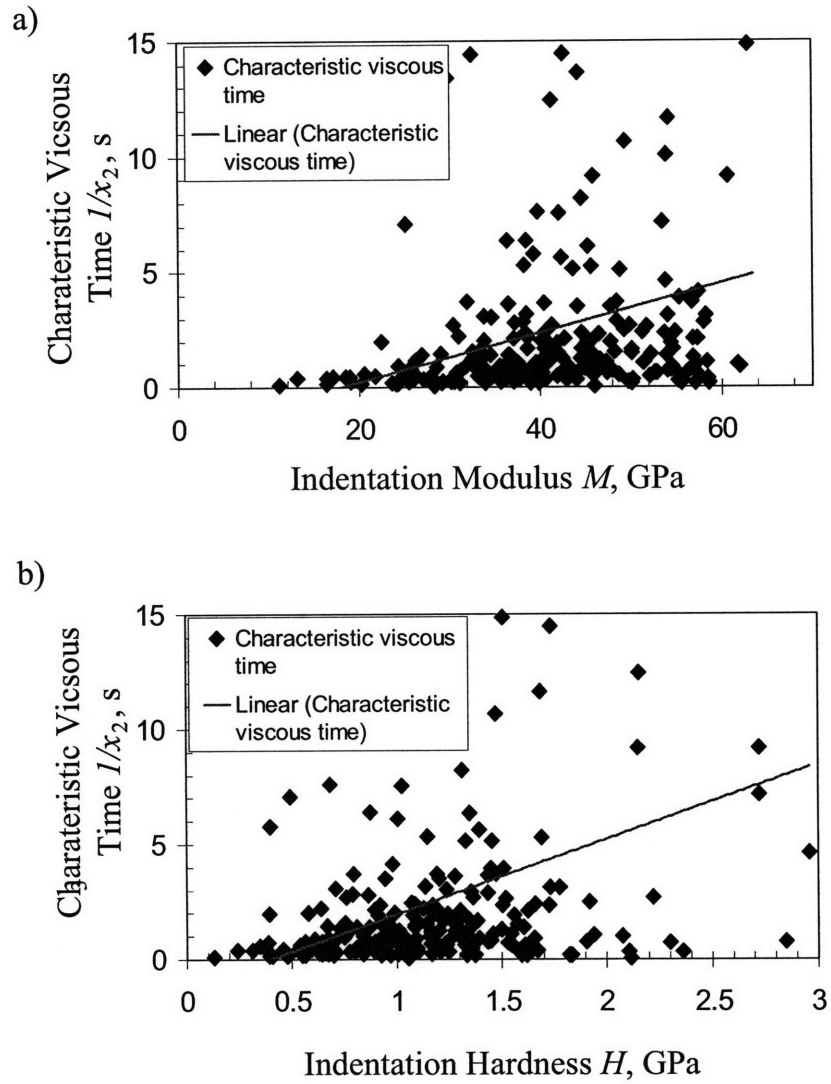 a)
Charateristic Vicsous
Time 1/x₂, s
15
10
5
0
Characteristic viscous
time
Linear (Characteristic
viscous time)
0 20 40 60
Indentation Modulus M, GPa
b)
Charateristic Vicsous
Time 1/x₂, s
15
10
5
0
Characteristic viscous
time
Linear (Characteristic
viscous time)
0 0.5 1 1.5 2 2.5 3
Indentation Hardness H, GPa